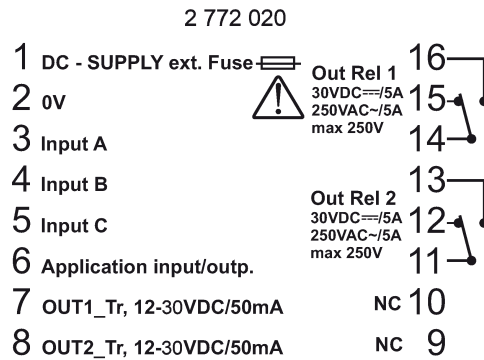 2 772 020
1 DC - SUPPLY ext. Fuse
2 0V
3 Input A
4 Input B
5 Input C
6 Application input/outp.
7 OUT1_Tr, 12-30VDC/50mA
8 OUT2_Tr, 12-30VDC/50mA
Out Rel 1 16
30VDC⎓/5A 15
250VAC~/5A
max 250V 14
13
Out Rel 2
30VDC⎓/5A 12
250VAC~/5A
max 250V 11
NC 10
NC 9